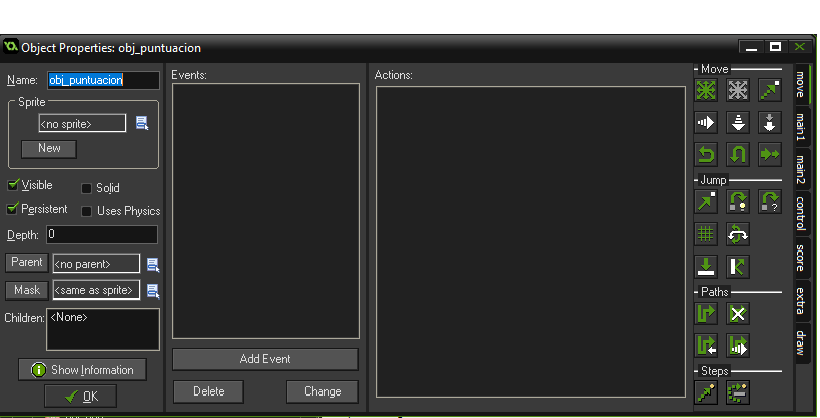 Object Properties: obj_puntuacion
Name: obj_puntuacion
Sprite
<no sprite>
New
Visible
Solid
Persistent
Uses Physics
Depth: 0
Parent <no parent>
Mask <same as sprite>
Children: <None>
Show Information
OK
Events:
Add Event
Delete
Change
Actions:
Move
Jump
Paths
Steps
move
main1
main2
control
score
extra
draw